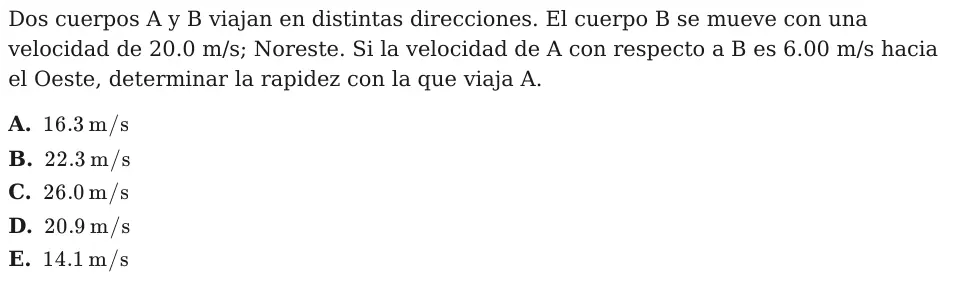 Dos cuerpos A y B viajan en distintas direcciones. El cuerpo B se mueve con una
velocidad de 20.0 m/s; Noreste. Si la velocidad de A con respecto a B es 6.00 m/s hacia
el Oeste, determinar la rapidez con la que viaja A.
A. 16.3 m/s
B. 22.3 m/s
C. 26.0 m/s
D. 20.9 m/s
E. 14.1 m/s